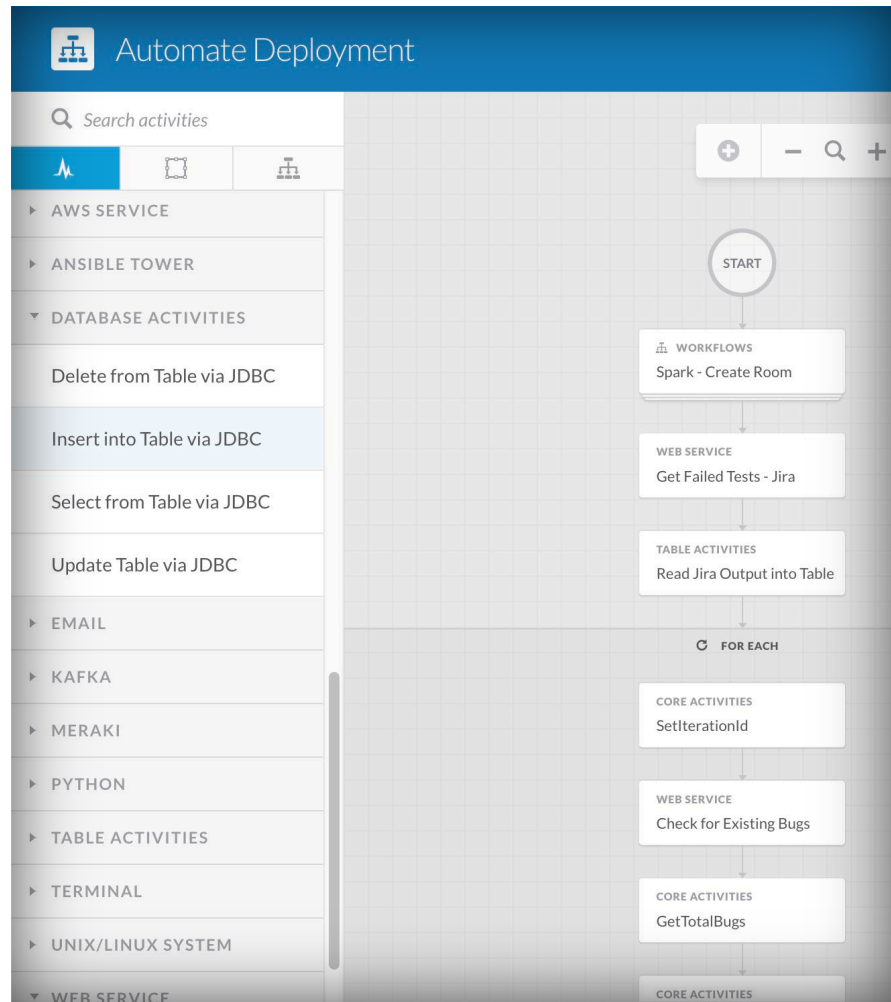 Automate Deployment
Search activities
AWS SERVICE
ANSIBLE TOWER
DATABASE ACTIVITIES
Delete from Table via JDBC
Insert into Table via JDBC
Select from Table via JDBC
Update Table via JDBC
EMAIL
KAFKA
MERAKI
PYTHON
TABLE ACTIVITIES
TERMINAL
UNIX/LINUX SYSTEM
WEB SERVICE
START
WORKFLOWS
Spark - Create Room
WEB SERVICE
Get Failed Tests - Jira
TABLE ACTIVITIES
Read Jira Output into Table
FOR EACH
CORE ACTIVITIES
SetIterationId
WEB SERVICE
Check for Existing Bugs
CORE ACTIVITIES
GetTotalBugs
CORE ACTIVITIES